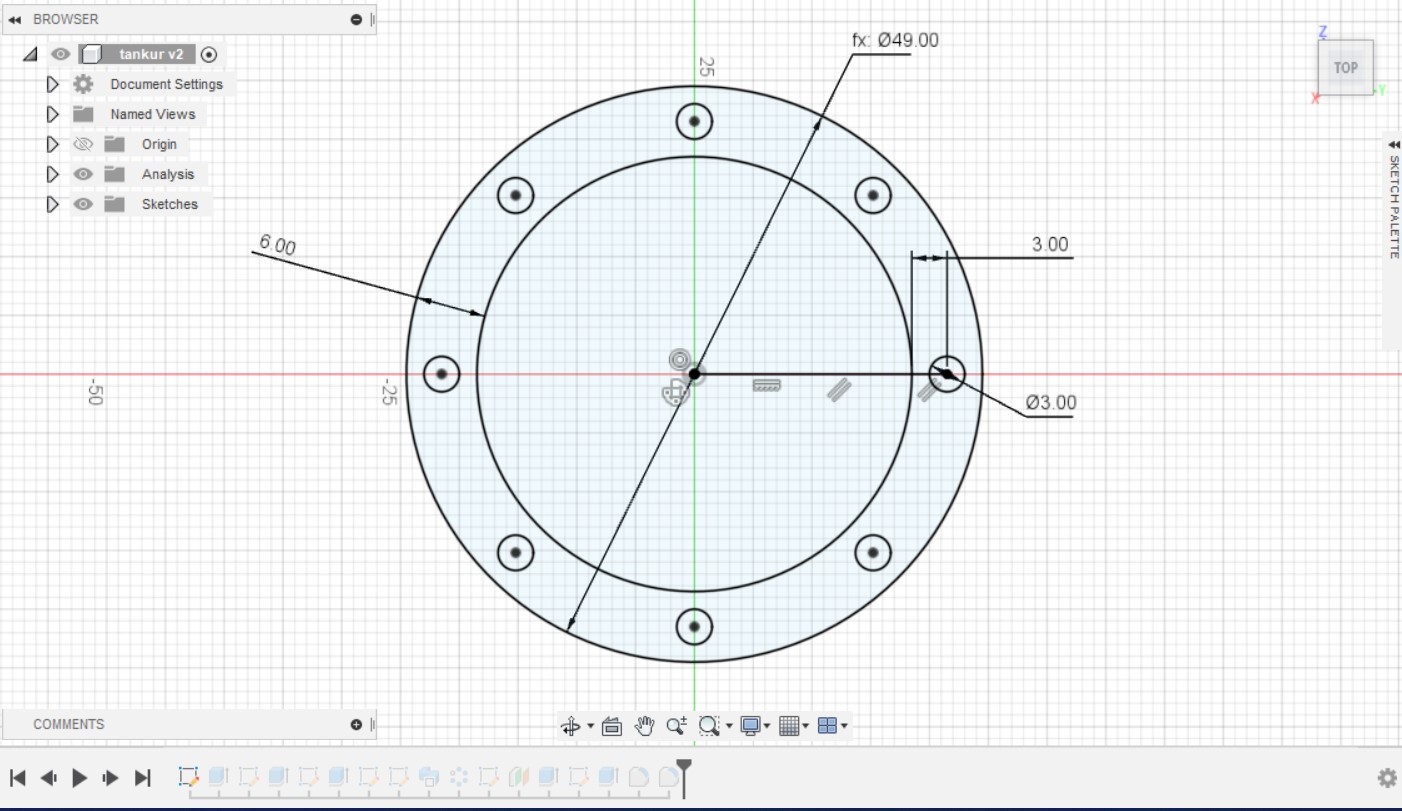 BROWSER
tankur v2
Document Settings
Named Views
Origin
Analysis
Sketches
fx: Ø49.00
25
Z
TOP
X
Y
SKETCH PALETTE
6.00
3.00
-50
-25
Ø3.00
COMMENTS